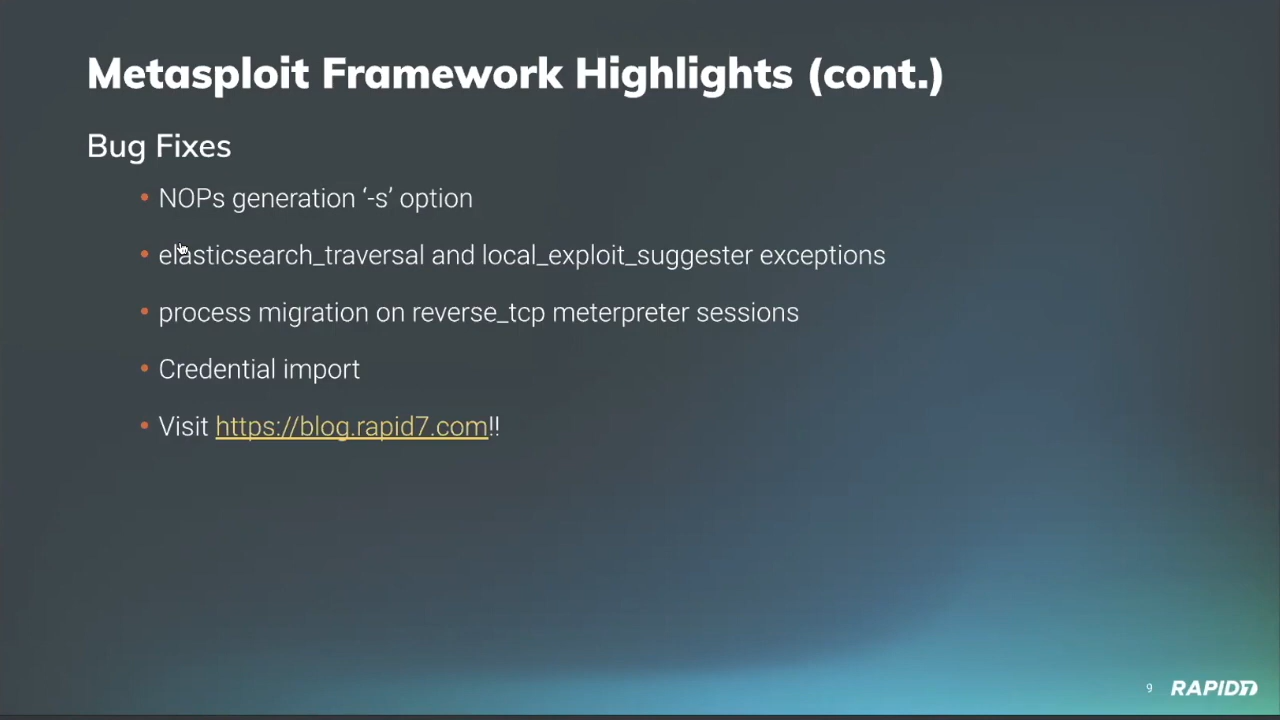 Metasploit Framework Highlights (cont.)
Bug Fixes
• NOPs generation ‘-s’ option
• elasticsearch_traversal and local_exploit_suggester exceptions
• process migration on reverse_tcp meterpreter sessions
• Credential import
• Visit https://blog.rapid7.com!!
9 RAPID7